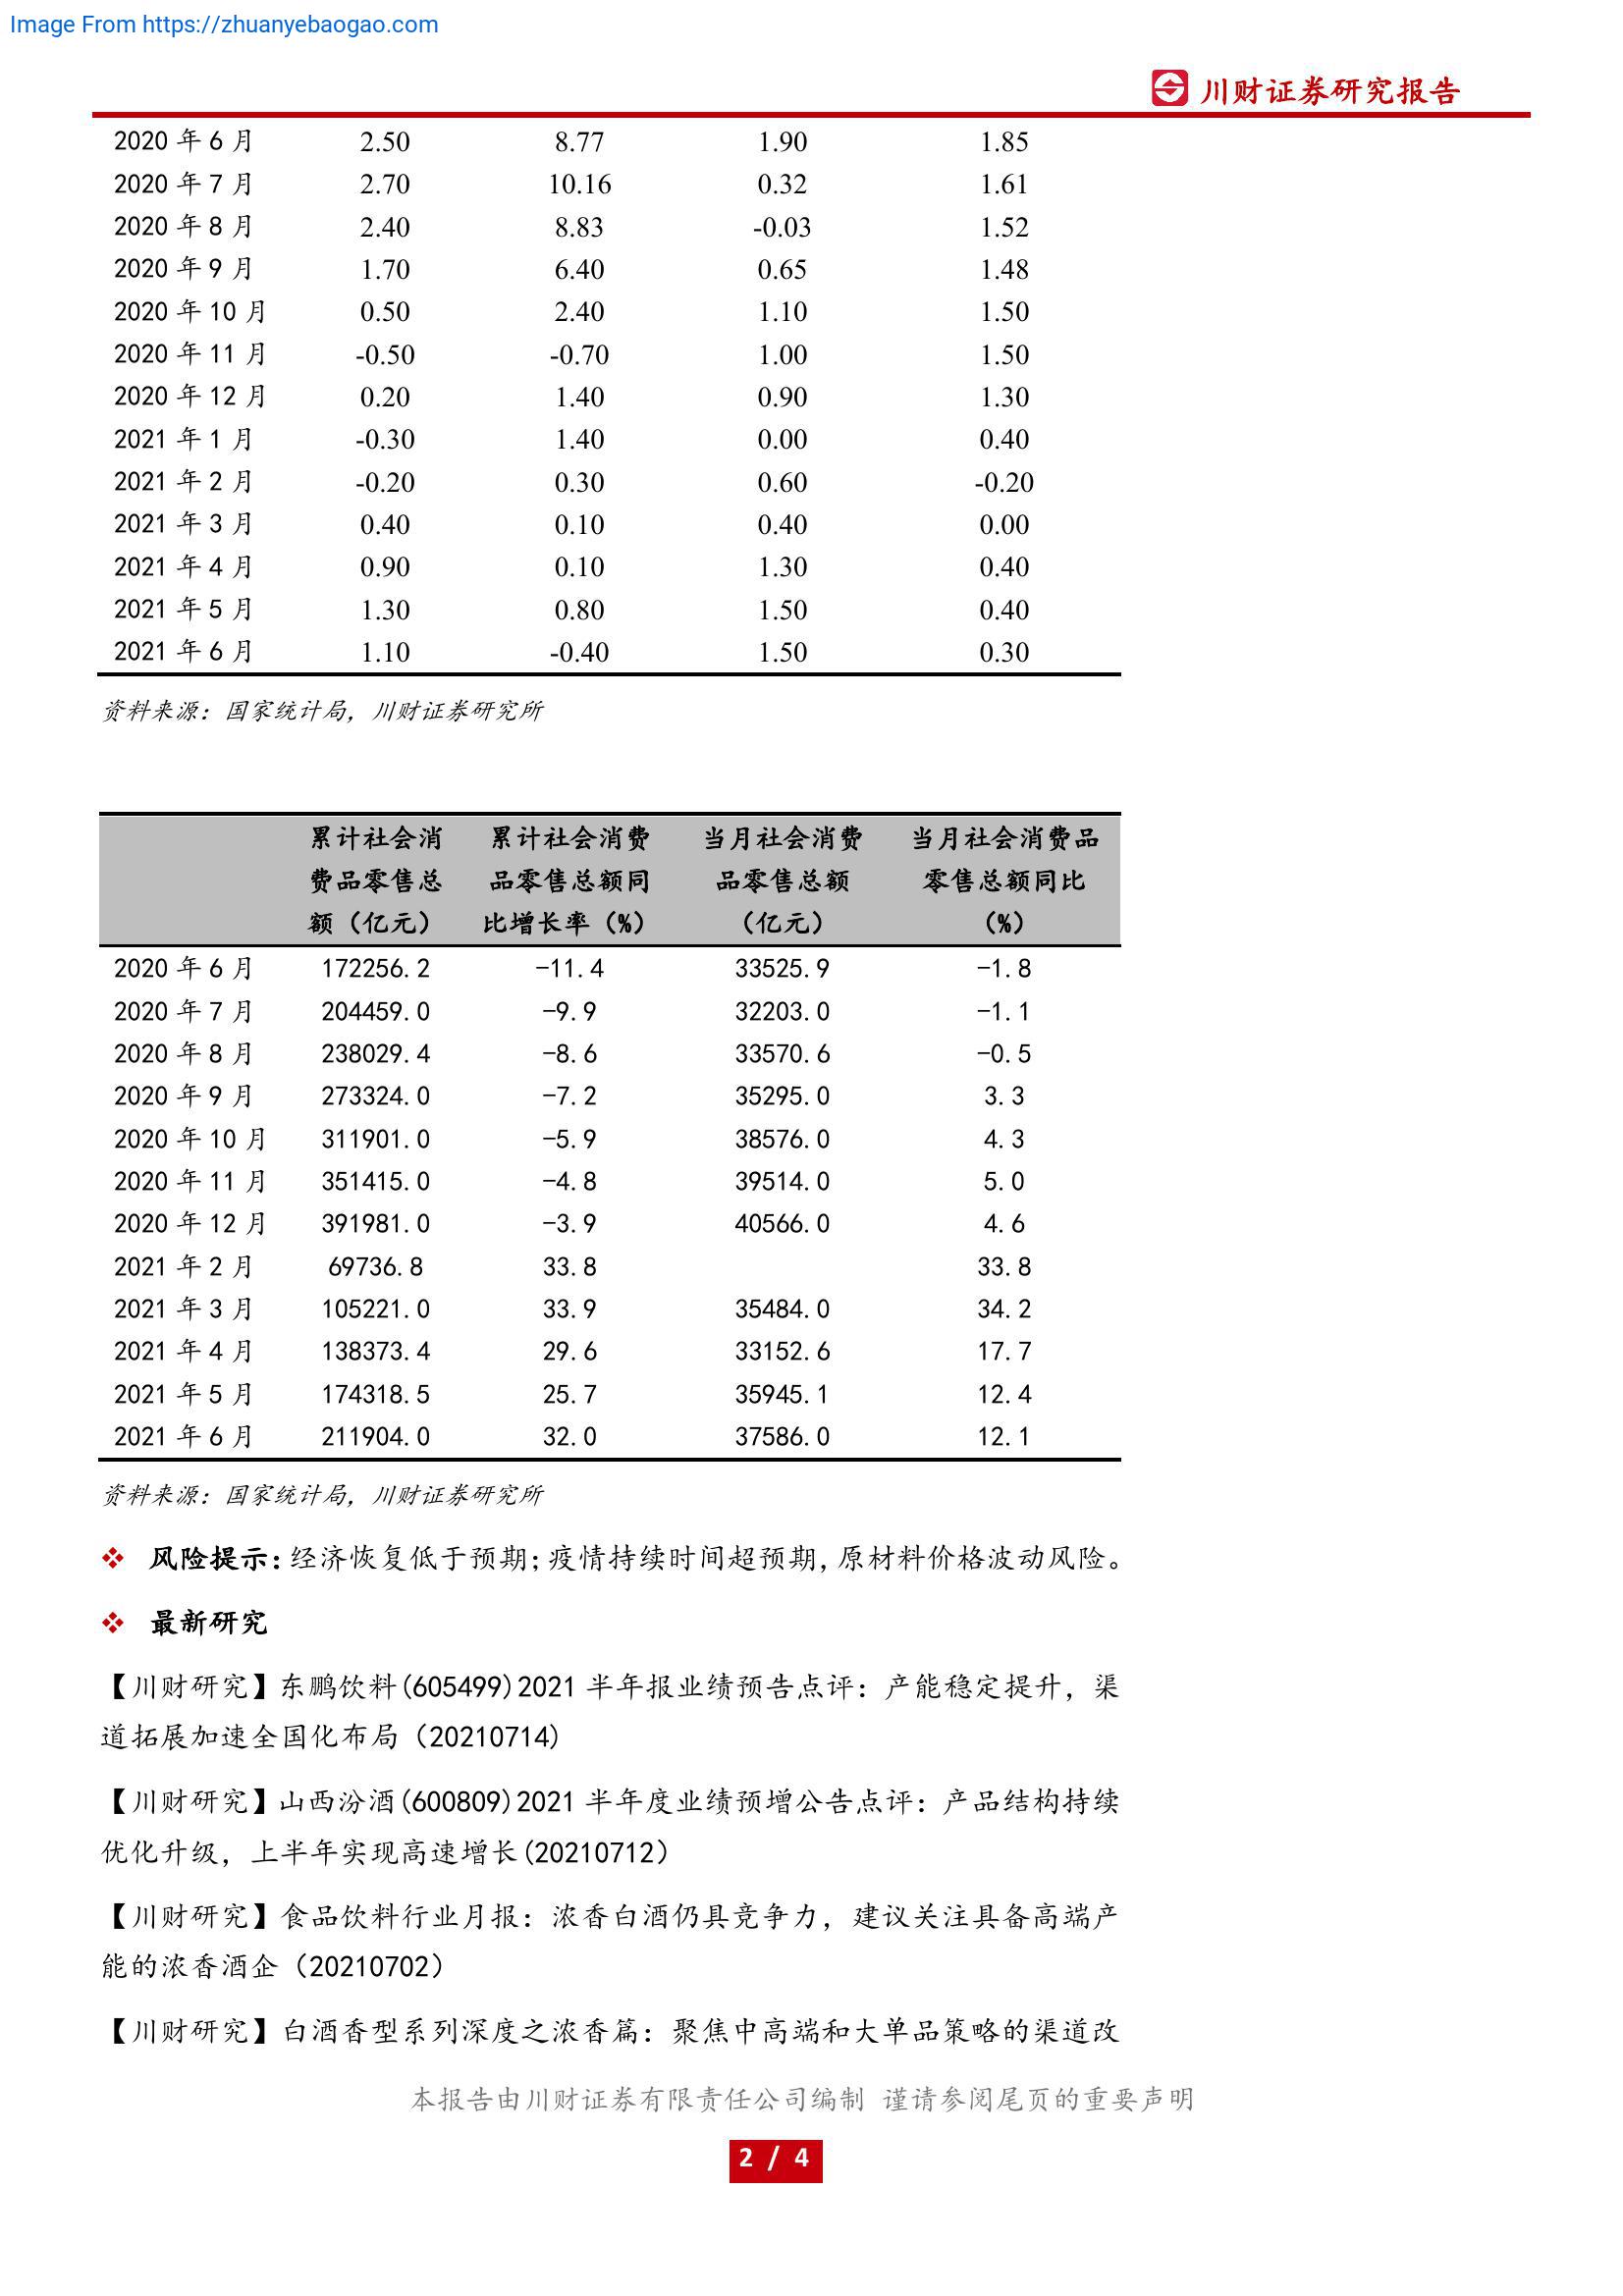 Image From https://zhuanyebaogao.com
川财证券研究报告
2020 年 6 月 2.50 8.77 1.90 1.85
2020 年 7 月 2.70 10.16 0.32 1.61
2020 年 8 月 2.40 8.83 -0.03 1.52
2020 年 9 月 1.70 6.40 0.65 1.48
2020 年 10 月 0.50 2.40 1.10 1.50
2020 年 11 月 -0.50 -0.70 1.00 1.50
2020 年 12 月 0.20 1.40 0.90 1.30
2021 年 1 月 -0.30 1.40 0.00 0.40
2021 年 2 月 -0.20 0.30 0.60 -0.20
2021 年 3 月 0.40 0.10 0.40 0.00
2021 年 4 月 0.90 0.10 1.30 0.40
2021 年 5 月 1.30 0.80 1.50 0.40
2021 年 6 月 1.10 -0.40 1.50 0.30
资料来源：国家统计局，川财证券研究所
累计社会消 累计社会消费 当月社会消费 当月社会消费品
费品零售总 品零售总额同 品零售总额 零售总额同比
额（亿元） 比增长率（%） （亿元） （%）
2020 年 6 月 172256.2 -11.4 33525.9 -1.8
2020 年 7 月 204459.0 -9.9 32203.0 -1.1
2020 年 8 月 238029.4 -8.6 33570.6 -0.5
2020 年 9 月 273324.0 -7.2 35295.0 3.3
2020 年 10 月 311901.0 -5.9 38576.0 4.3
2020 年 11 月 351415.0 -4.8 39514.0 5.0
2020 年 12 月 391981.0 -3.9 40566.0 4.6
2021 年 2 月 69736.8 33.8 33.8
2021 年 3 月 105221.0 33.9 35484.0 34.2
2021 年 4 月 138373.4 29.6 33152.6 17.7
2021 年 5 月 174318.5 25.7 35945.1 12.4
2021 年 6 月 211904.0 32.0 37586.0 12.1
资料来源：国家统计局，川财证券研究所
❖ 风险提示：经济恢复低于预期；疫情持续时间超预期，原材料价格波动风险。
❖ 最新研究
【川财研究】东鹏饮料(605499)2021 半年报业绩预告点评：产能稳定提升，渠
道拓展加速全国化布局（20210714)
【川财研究】山西汾酒(600809)2021 半年度业绩预增公告点评：产品结构持续
优化升级，上半年实现高速增长(20210712）
【川财研究】食品饮料行业月报：浓香白酒仍具竞争力，建议关注具备高端产
能的浓香酒企（20210702）
【川财研究】白酒香型系列深度之浓香篇：聚焦中高端和大单品策略的渠道改
本报告由川财证券有限责任公司编制 谨请参阅尾页的重要声明
2 / 4